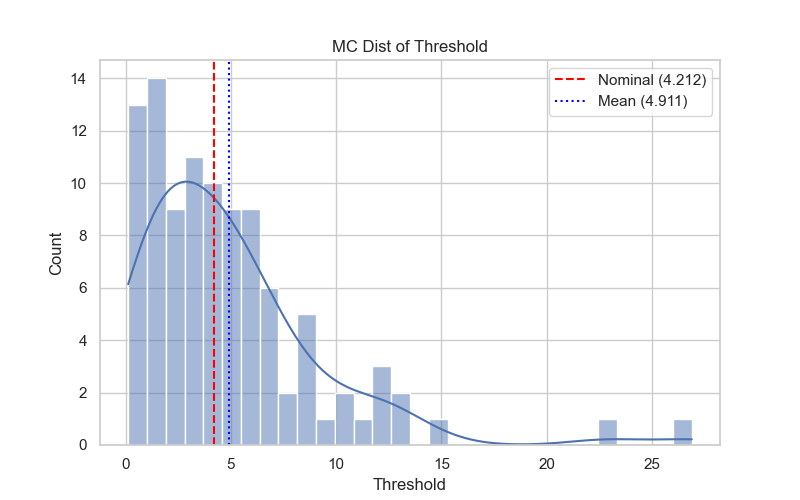 MC Dist of Threshold
Nominal (4.212)
Mean (4.911)
Count
14
12
10
8
6
4
2
0
0 5 10 15 20 25
Threshold